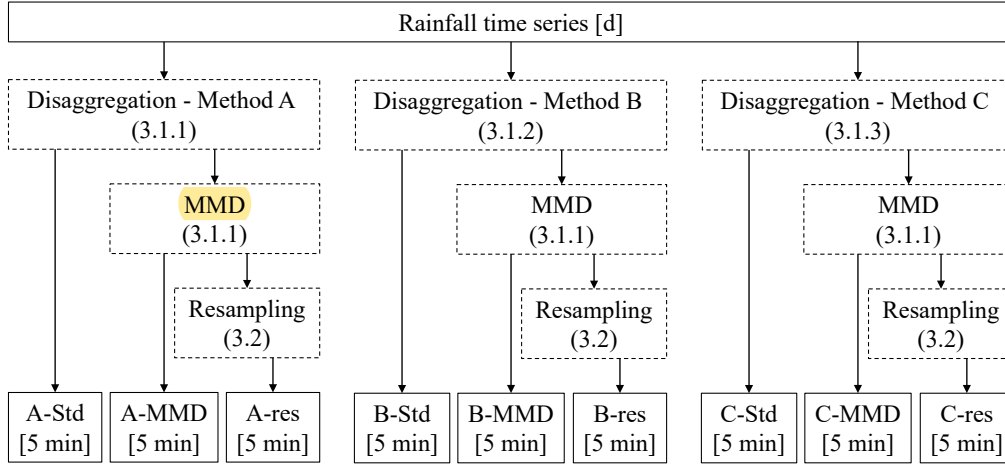 Rainfall time series [d]
Disaggregation - Method A
(3.1.1)
Disaggregation - Method B
(3.1.2)
Disaggregation - Method C
(3.1.3)
MMD
(3.1.1)
MMD
(3.1.1)
MMD
(3.1.1)
Resampling
(3.2)
Resampling
(3.2)
Resampling
(3.2)
A-Std
[5 min]
A-MMD
[5 min]
A-res
[5 min]
B-Std
[5 min]
B-MMD
[5 min]
B-res
[5 min]
C-Std
[5 min]
C-MMD
[5 min]
C-res
[5 min]